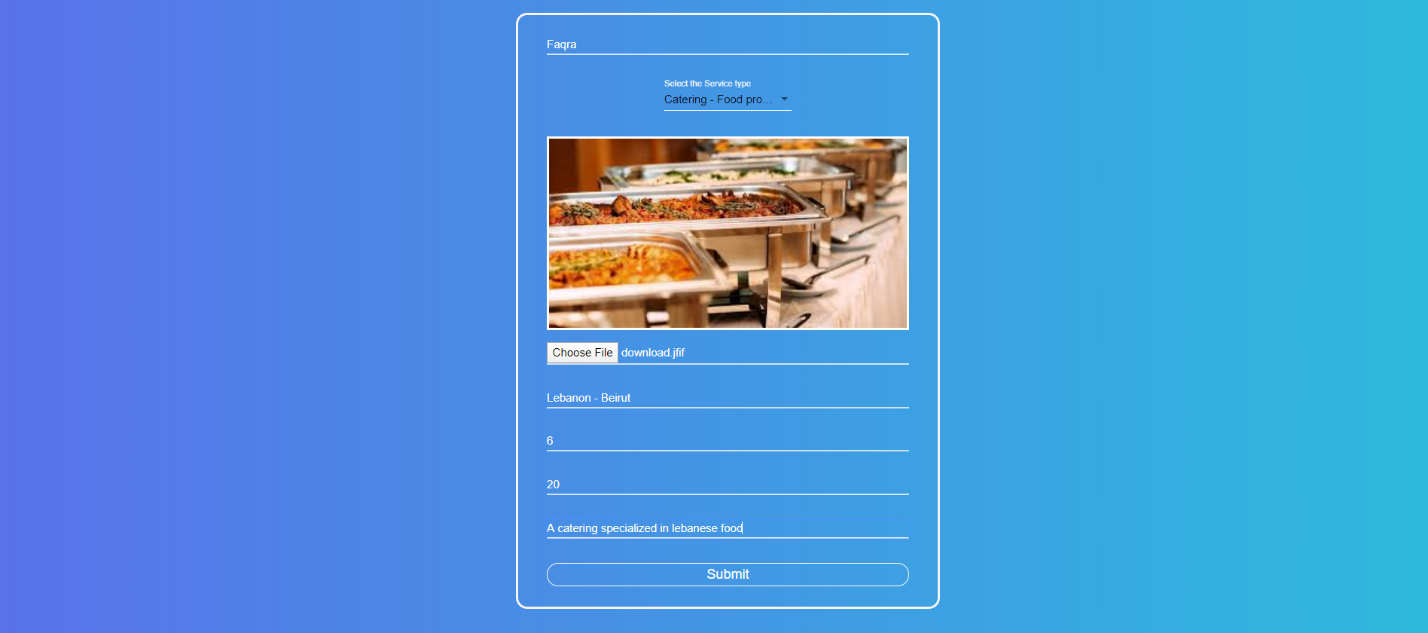 Faqra
Select the Service type
Catering - Food pro...
Choose File download.jfif
Lebanon - Beirut
6
20
A catering specialized in lebanese food
Submit